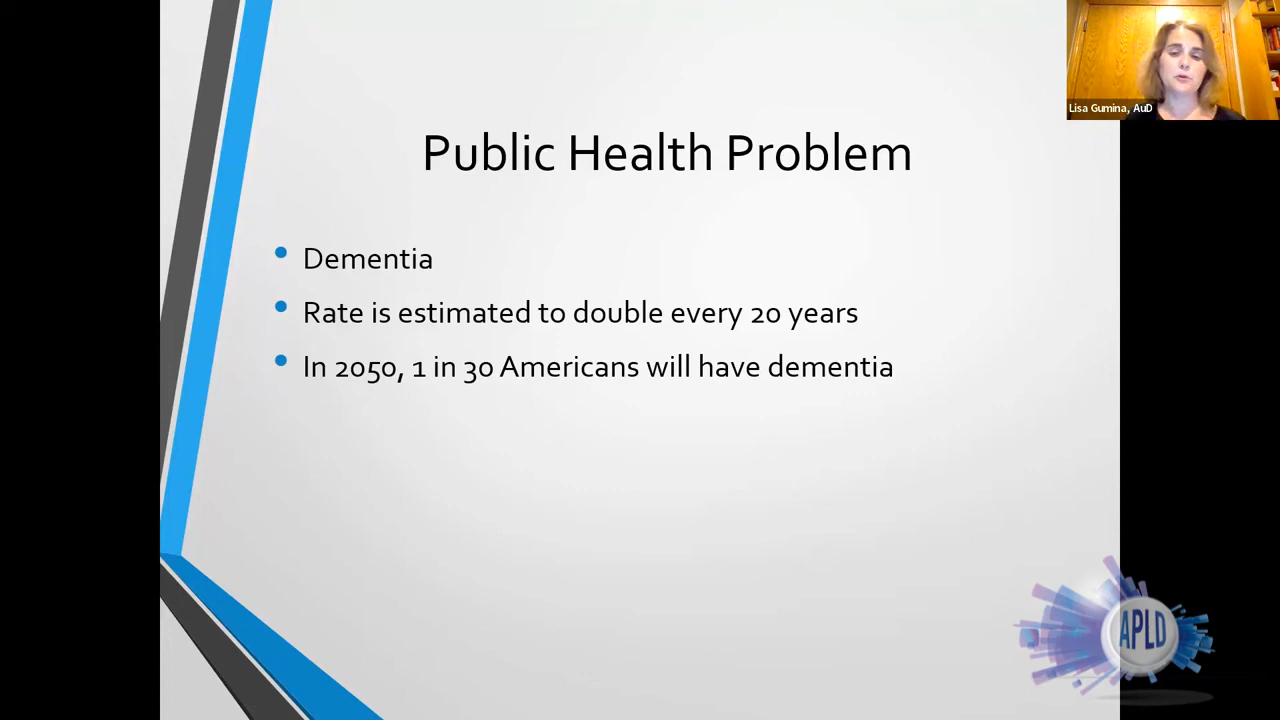 Lisa Gumina, AuD
Public Health Problem
Dementia
Rate is estimated to double every 20 years
In 2050, 1 in 30 Americans will have dementia
APLD